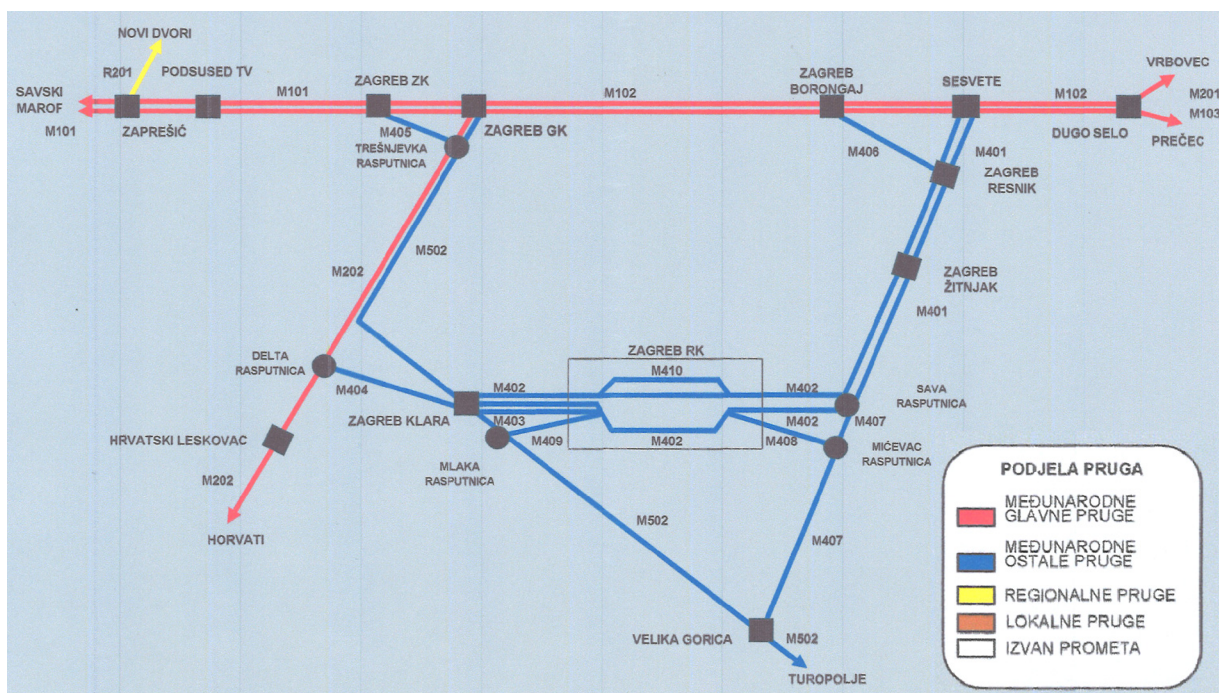 NOVI DVORI
R201
PODSUSED TV
SAVSKI
MAROF
M101
ZAPREŠIĆ
M101
ZAGREB ZK
M405
TREŠNJEVKA
RASPUTNICA
ZAGREB GK
M102
ZAGREB
BORONGAJ
SESVETE
M102
VRBOVEC
M201
M103
DUGO SELO
PREČEC
M406
M401
ZAGREB
RESNIK
M502
M202
ZAGREB
ŽITNJAK
M401
DELTA
RASPUTNICA
M404
ZAGREB RK
M410
M402
M402
SAVA
RASPUTNICA
ZAGREB KLARA
M403
M402
M402
M407
HRVATSKI LESKOVAC
M409
M408
MLAKA
RASPUTNICA
MIĆEVAC
RASPUTNICA
M202
HORVATI
M502
M407
VELIKA GORICA
M502
TUROPOLJE
PODJELA PRUGA
MEĐUNARODNE
GLAVNE PRUGE
MEĐUNARODNE
OSTALE PRUGE
REGIONALNE PRUGE
LOKALNE PRUGE
IZVAN PROMETA